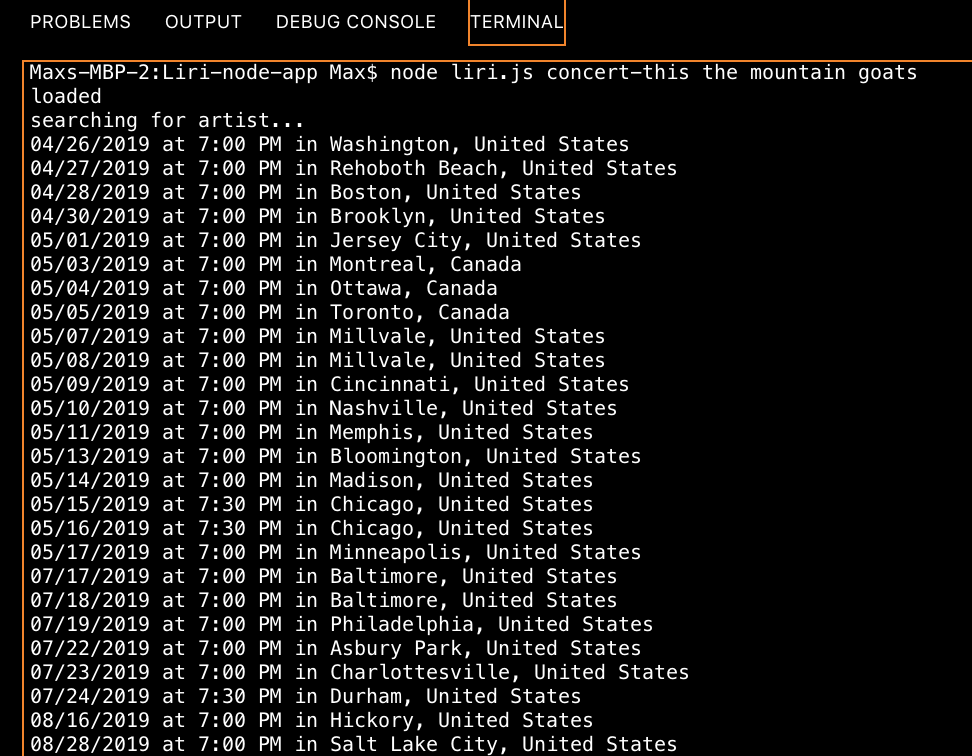 PROBLEMS OUTPUT DEBUG CONSOLE TERMINAL
Maxs-MBP-2:Liri-node-app Max$ node liri.js concert-this the mountain goats
loaded
searching for artist...
04/26/2019 at 7:00 PM in Washington, United States
04/27/2019 at 7:00 PM in Rehoboth Beach, United States
04/28/2019 at 7:00 PM in Boston, United States
04/30/2019 at 7:00 PM in Brooklyn, United States
05/01/2019 at 7:00 PM in Jersey City, United States
05/03/2019 at 7:00 PM in Montreal, Canada
05/04/2019 at 7:00 PM in Ottawa, Canada
05/05/2019 at 7:00 PM in Toronto, Canada
05/07/2019 at 7:00 PM in Millvale, United States
05/08/2019 at 7:00 PM in Millvale, United States
05/09/2019 at 7:00 PM in Cincinnati, United States
05/10/2019 at 7:00 PM in Nashville, United States
05/11/2019 at 7:00 PM in Memphis, United States
05/13/2019 at 7:00 PM in Bloomington, United States
05/14/2019 at 7:00 PM in Madison, United States
05/15/2019 at 7:30 PM in Chicago, United States
05/16/2019 at 7:30 PM in Chicago, United States
05/17/2019 at 7:00 PM in Minneapolis, United States
07/17/2019 at 7:00 PM in Baltimore, United States
07/18/2019 at 7:00 PM in Baltimore, United States
07/19/2019 at 7:00 PM in Philadelphia, United States
07/22/2019 at 7:00 PM in Asbury Park, United States
07/23/2019 at 7:00 PM in Charlottesville, United States
07/24/2019 at 7:30 PM in Durham, United States
08/16/2019 at 7:00 PM in Hickory, United States
08/28/2019 at 7:00 PM in Salt Lake City, United States